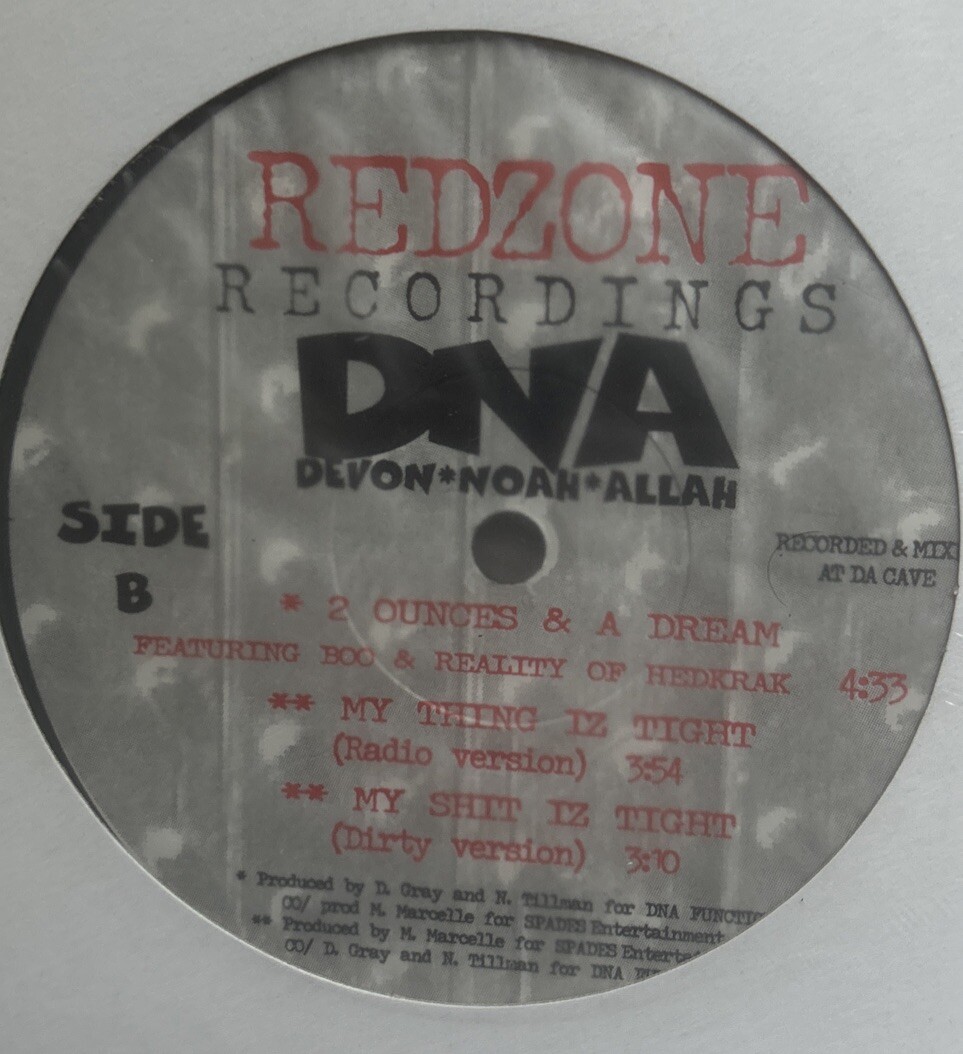 REDZONE
RECORDINGS
DNA
DEVON*NOAH*ALLAH
SIDE
B
RECORDED & MIX
AT DA CAVE
* 2 OUNCES & A DREAM
FEATURING BOO & REALITY OF HEDKRAK 4:33
** MY THING IZ TIGHT
(Radio version) 3:54
** MY SHIT IZ TIGHT
(Dirty version) 3:10
* Produced by D. Gray and N. Tillman for DNA FUNCTIO
CO/ prod M. Marcelle for SPADES Entertainment
** Produced by M. Marcelle for SPADES Enterta
CO/ D. Gray and N. Tillman for DNA